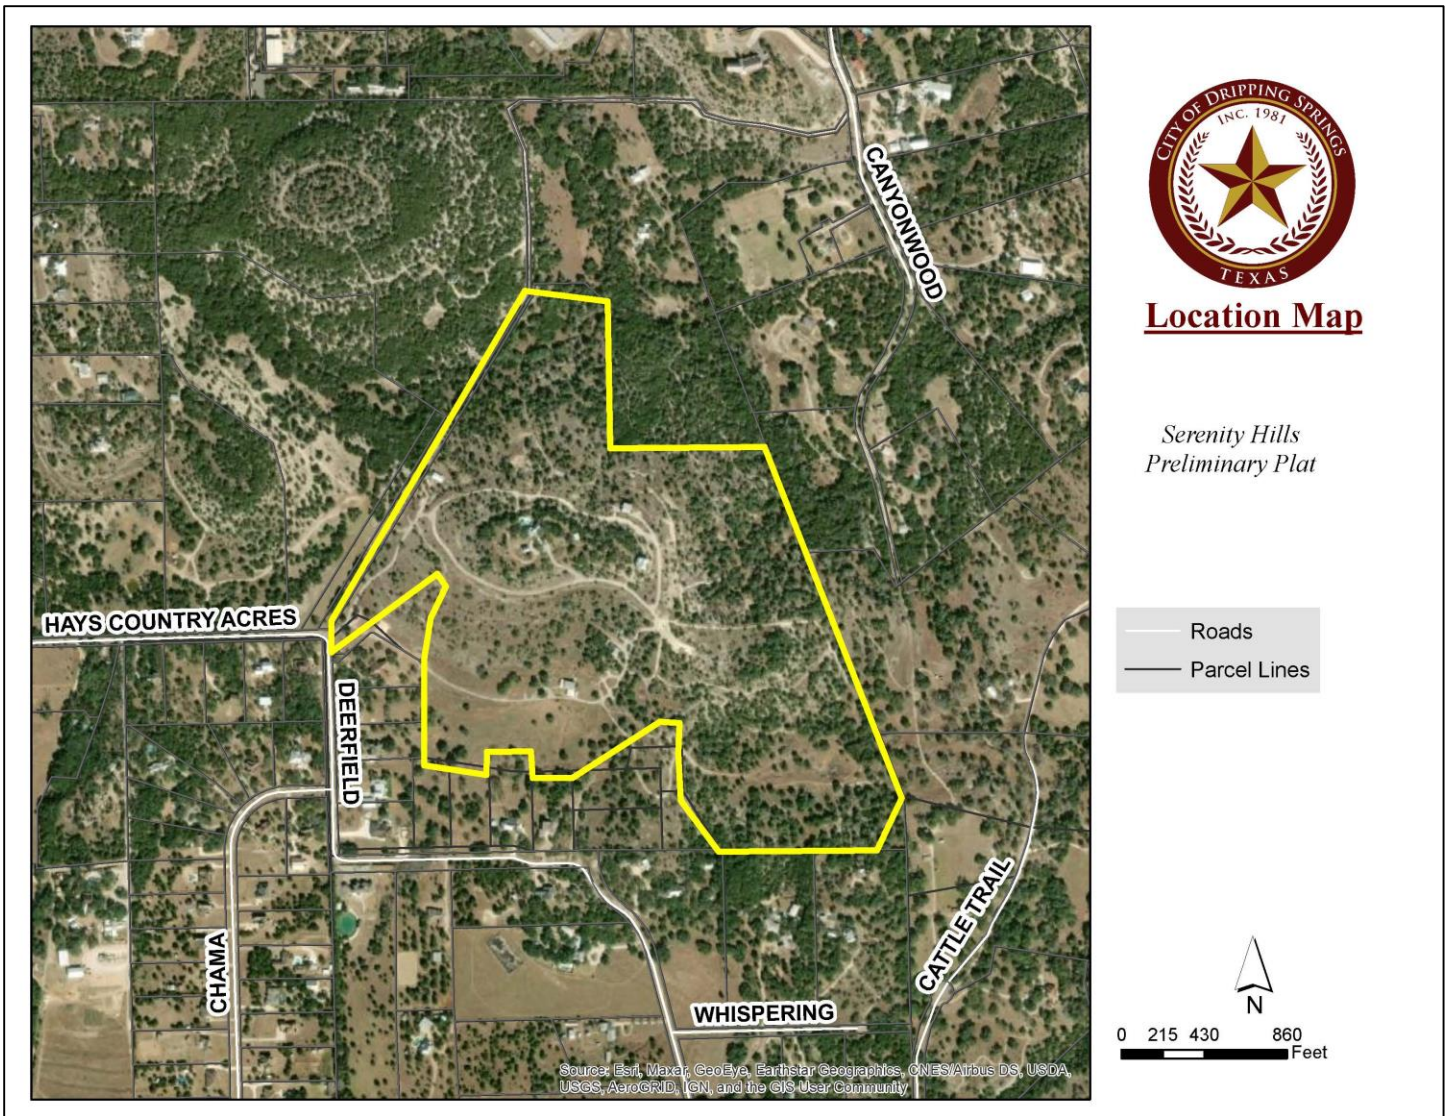 CITY OF DRIPPING SPRINGS
INC. 1981
TEXAS
Location Map
Serenity Hills
Preliminary Plat
CANYONWOOD
HAYS COUNTRY ACRES
DEERFIELD
CHAMA
CATTLE TRAIL
WHISPERING
Roads
Parcel Lines
N
0 215 430 860
Feet
Source: Esri, Maxar, GeoEye, Earthstar Geographics, CNES/Airbus DS, USDA,
USGS, AeroGRID, IGN, and the GIS User Community